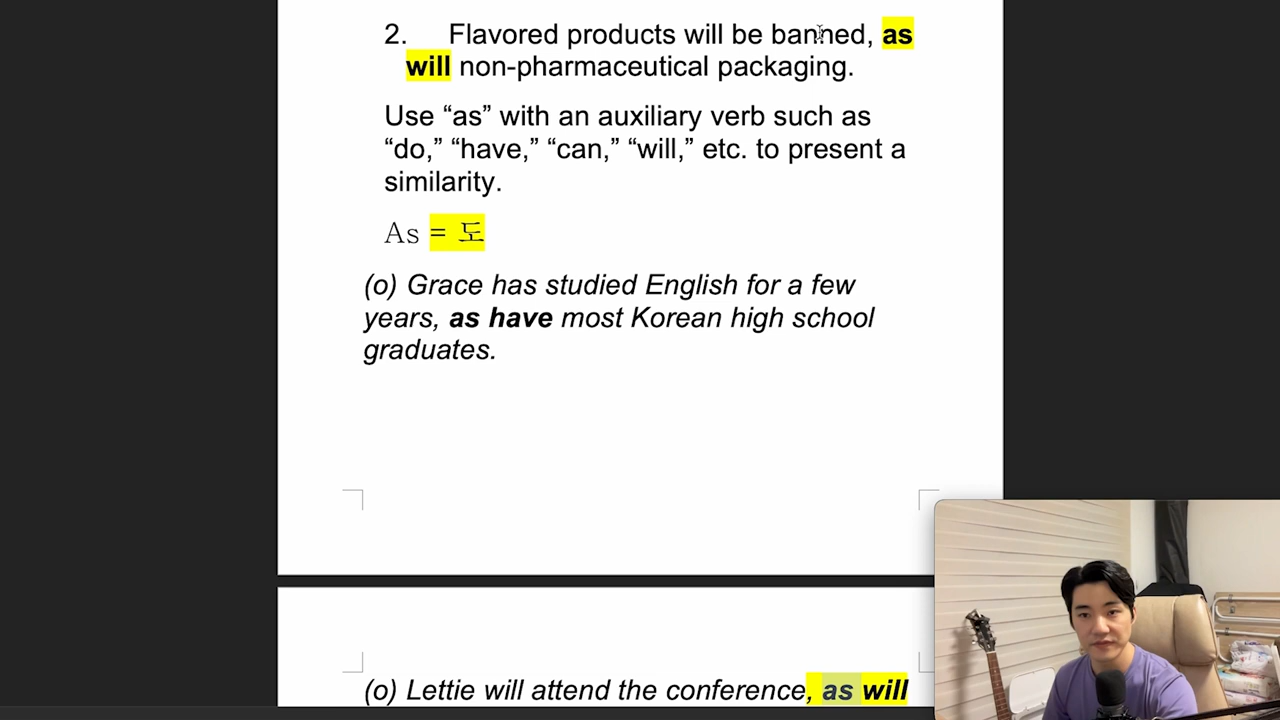 2. Flavored products will be banned, as
will non-pharmaceutical packaging.
Use “as” with an auxiliary verb such as
“do,” “have,” “can,” “will,” etc. to present a
similarity.
As = 도
(o) Grace has studied English for a few
years, as have most Korean high school
graduates.
(o) Lettie will attend the conference, as will